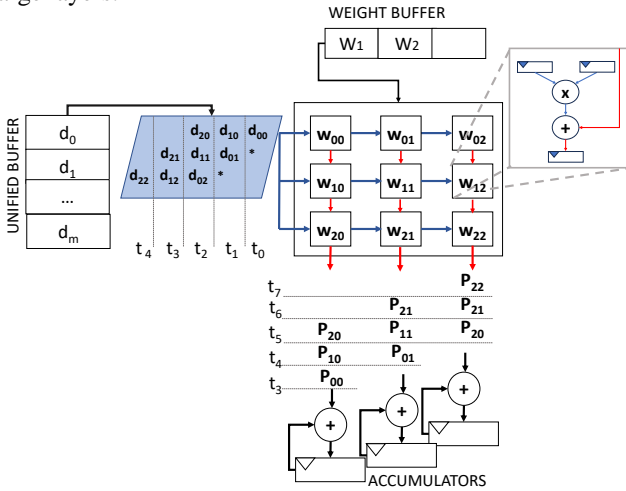 WEIGHT BUFFER
W1 W2
UNIFIED BUFFER
d0
d1
...
dm
d20 d10 d00
d21 d11 d01 *
d22 d12 d02 *
t4 t3 t2 t1 t0
w00 w01 w02
w10 w11 w12
w20 w21 w22
x
+
t7 P22
t6 P21 P21
t5 P20 P11 P20
t4 P10 P01
t3 P00
+ + +
ACCUMULATORS